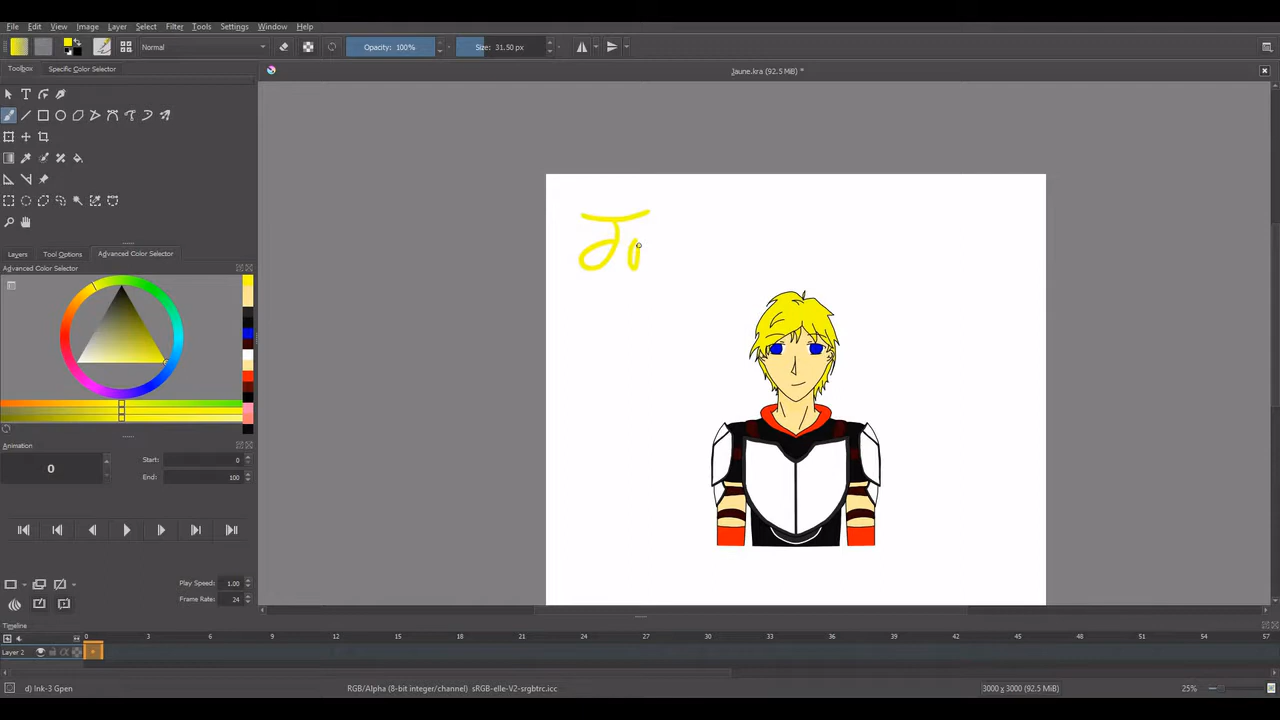 File Edit View Image Layer Select Filter Tools Settings Window Help
Normal Opacity: 100% Size: 31.50 px
Toolbox Specific Color Selector
Jaune.kra (92.5 MiB) *
Ja
Layers Tool Options Advanced Color Selector
Advanced Color Selector
Animation
0 Start: 0
End: 100
Play Speed: 1.00
Frame Rate: 24
Timeline
0 3 6 9 12 15 18 21 24 27 30 33 36 39 42 45 48 51 54 57
Layer 2
d) Ink-3 Gpen RGB/Alpha (8-bit integer/channel) sRGB-elle-V2-srgbtrc.icc 3000 x 3000 (92.5 MiB) 25%